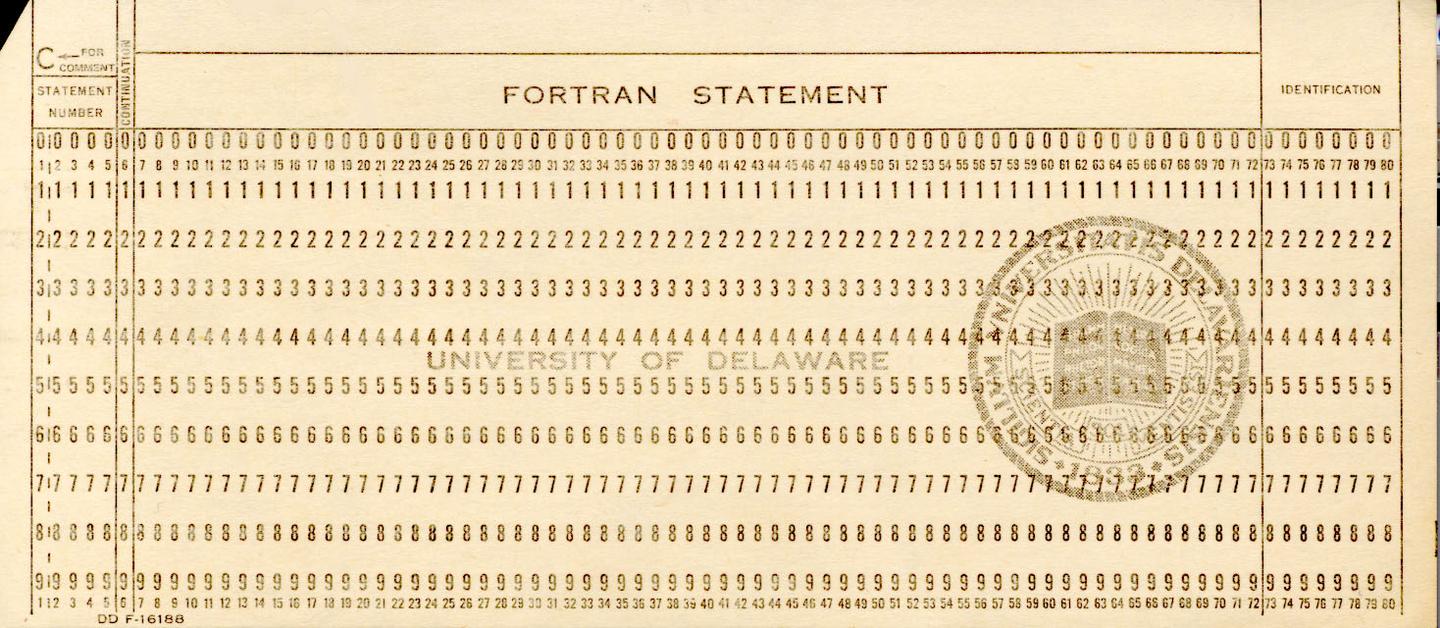 C ← FOR COMMENT
CONTINUATION
STATEMENT NUMBER
FORTRAN STATEMENT
IDENTIFICATION
0 0 0 0 0 0 0 0 0 0 0 0 0 0 0 0 0 0 0 0 0 0 0 0 0 0 0 0 0 0 0 0 0 0 0 0 0 0 0 0 0 0 0 0 0 0 0 0 0 0 0 0 0 0 0 0 0 0 0 0 0 0 0 0 0 0 0 0 0 0 0 0 0 0 0 0 0 0 0 0
1 2 3 4 5 6 7 8 9 10 11 12 13 14 15 16 17 18 19 20 21 22 23 24 25 26 27 28 29 30 31 32 33 34 35 36 37 38 39 40 41 42 43 44 45 46 47 48 49 50 51 52 53 54 55 56 57 58 59 60 61 62 63 64 65 66 67 68 69 70 71 72 73 74 75 76 77 78 79 80
1 1 1 1 1 1 1 1 1 1 1 1 1 1 1 1 1 1 1 1 1 1 1 1 1 1 1 1 1 1 1 1 1 1 1 1 1 1 1 1 1 1 1 1 1 1 1 1 1 1 1 1 1 1 1 1 1 1 1 1 1 1 1 1 1 1 1 1 1 1 1 1 1 1 1 1 1 1 1 1
2 2 2 2 2 2 2 2 2 2 2 2 2 2 2 2 2 2 2 2 2 2 2 2 2 2 2 2 2 2 2 2 2 2 2 2 2 2 2 2 2 2 2 2 2 2 2 2 2 2 2 2 2 2 2 2 2 2 2 2 2 2 2 2 2 2 2 2 2 2 2 2 2 2 2 2 2 2 2 2
3 3 3 3 3 3 3 3 3 3 3 3 3 3 3 3 3 3 3 3 3 3 3 3 3 3 3 3 3 3 3 3 3 3 3 3 3 3 3 3 3 3 3 3 3 3 3 3 3 3 3 3 3 3 3 3 3 3 3 3 3 3 3 3 3 3 3 3 3 3 3 3 3 3 3 3 3 3 3 3
4 4 4 4 4 4 4 4 4 4 4 4 4 4 4 4 4 4 4 4 4 4 4 4 4 4 4 4 4 4 4 4 4 4 4 4 4 4 4 4 4 4 4 4 4 4 4 4 4 4 4 4 4 4 4 4 4 4 4 4 4 4 4 4 4 4 4 4 4 4 4 4 4 4 4 4 4 4 4 4
UNIVERSITY OF DELAWARE
5 5 5 5 5 5 5 5 5 5 5 5 5 5 5 5 5 5 5 5 5 5 5 5 5 5 5 5 5 5 5 5 5 5 5 5 5 5 5 5 5 5 5 5 5 5 5 5 5 5 5 5 5 5 5 5 5 5 5 5 5 5 5 5 5 5 5 5 5 5 5 5 5 5 5 5 5 5 5 5
6 6 6 6 6 6 6 6 6 6 6 6 6 6 6 6 6 6 6 6 6 6 6 6 6 6 6 6 6 6 6 6 6 6 6 6 6 6 6 6 6 6 6 6 6 6 6 6 6 6 6 6 6 6 6 6 6 6 6 6 6 6 6 6 6 6 6 6 6 6 6 6 6 6 6 6 6 6 6 6
7 7 7 7 7 7 7 7 7 7 7 7 7 7 7 7 7 7 7 7 7 7 7 7 7 7 7 7 7 7 7 7 7 7 7 7 7 7 7 7 7 7 7 7 7 7 7 7 7 7 7 7 7 7 7 7 7 7 7 7 7 7 7 7 7 7 7 7 7 7 7 7 7 7 7 7 7 7 7 7
8 8 8 8 8 8 8 8 8 8 8 8 8 8 8 8 8 8 8 8 8 8 8 8 8 8 8 8 8 8 8 8 8 8 8 8 8 8 8 8 8 8 8 8 8 8 8 8 8 8 8 8 8 8 8 8 8 8 8 8 8 8 8 8 8 8 8 8 8 8 8 8 8 8 8 8 8 8 8 8
9 9 9 9 9 9 9 9 9 9 9 9 9 9 9 9 9 9 9 9 9 9 9 9 9 9 9 9 9 9 9 9 9 9 9 9 9 9 9 9 9 9 9 9 9 9 9 9 9 9 9 9 9 9 9 9 9 9 9 9 9 9 9 9 9 9 9 9 9 9 9 9 9 9 9 9 9 9 9 9
1 2 3 4 5 6 7 8 9 10 11 12 13 14 15 16 17 18 19 20 21 22 23 24 25 26 27 28 29 30 31 32 33 34 35 36 37 38 39 40 41 42 43 44 45 46 47 48 49 50 51 52 53 54 55 56 57 58 59 60 61 62 63 64 65 66 67 68 69 70 71 72 73 74 75 76 77 78 79 80
DD F-16188
SIGILLVM VNIVERSITATIS DELAWARIENSIS
1833